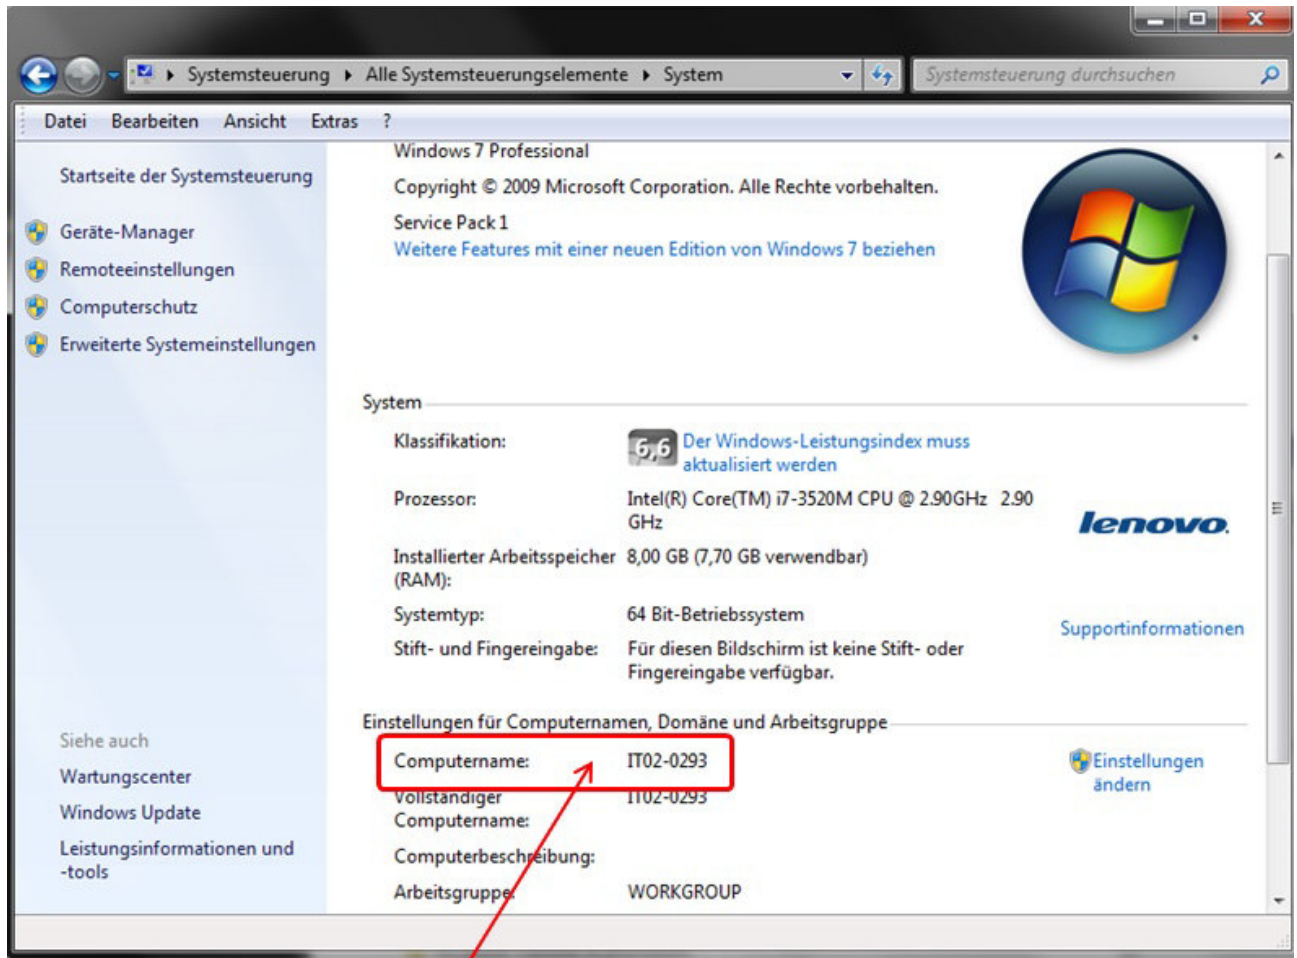 Systemsteuerung ▸ Alle Systemsteuerungselemente ▸ System
Systemsteuerung durchsuchen
Datei Bearbeiten Ansicht Extras ?
Startseite der Systemsteuerung
Geräte-Manager
Remoteeinstellungen
Computerschutz
Erweiterte Systemeinstellungen
Siehe auch
Wartungscenter
Windows Update
Leistungsinformationen und
-tools
Windows 7 Professional
Copyright © 2009 Microsoft Corporation. Alle Rechte vorbehalten.
Service Pack 1
Weitere Features mit einer neuen Edition von Windows 7 beziehen
System
Klassifikation:
6,6
Der Windows-Leistungsindex muss
aktualisiert werden
Prozessor:
Intel(R) Core(TM) i7-3520M CPU @ 2.90GHz 2.90
GHz
Installierter Arbeitsspeicher
(RAM):
8,00 GB (7,70 GB verwendbar)
Systemtyp:
64 Bit-Betriebssystem
Stift- und Fingereingabe:
Für diesen Bildschirm ist keine Stift- oder
Fingereingabe verfügbar.
lenovo.
Supportinformationen
Einstellungen für Computernamen, Domäne und Arbeitsgruppe
Computername:
IT02-0293
Einstellungen
ändern
Vollständiger
Computername:
IT02-0293
Computerbeschreibung:
Arbeitsgruppe:
WORKGROUP